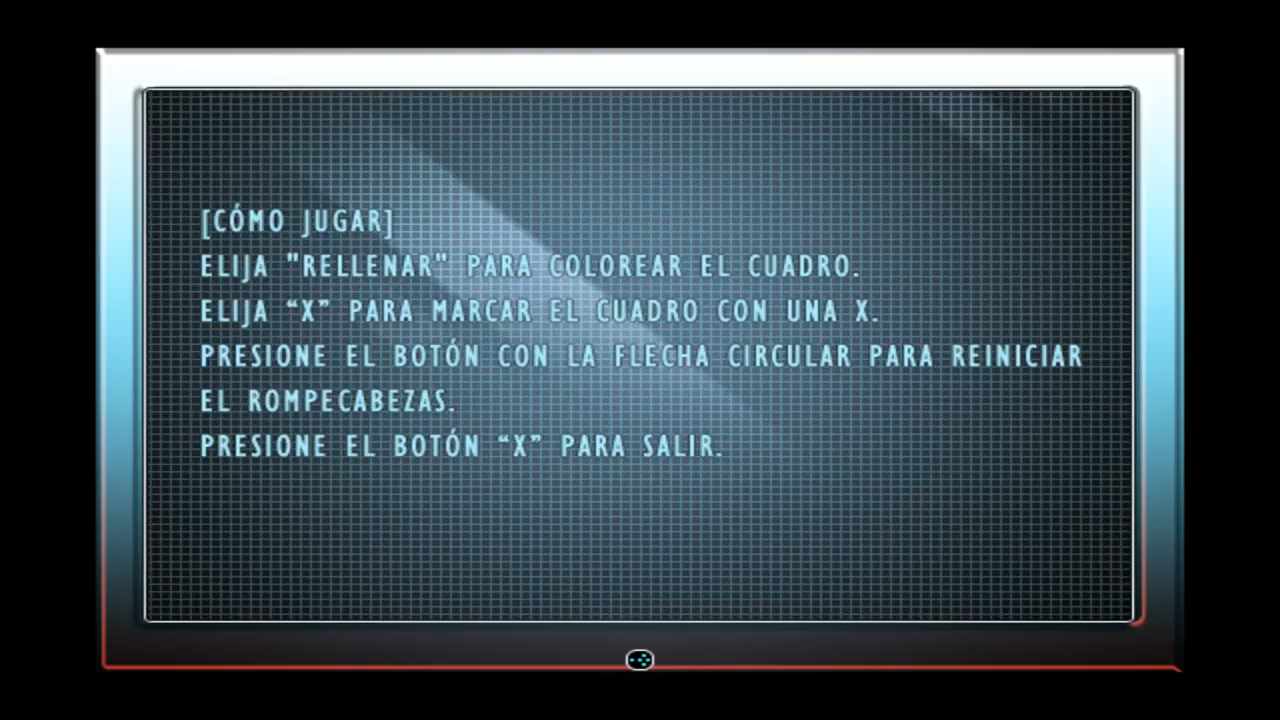 [CÓMO JUGAR]
ELIJA "RELLENAR" PARA COLOREAR EL CUADRO.
ELIJA “X” PARA MARCAR EL CUADRO CON UNA X.
PRESIONE EL BOTÓN CON LA FLECHA CIRCULAR PARA REINICIAR
EL ROMPECABEZAS.
PRESIONE EL BOTÓN “X” PARA SALIR.